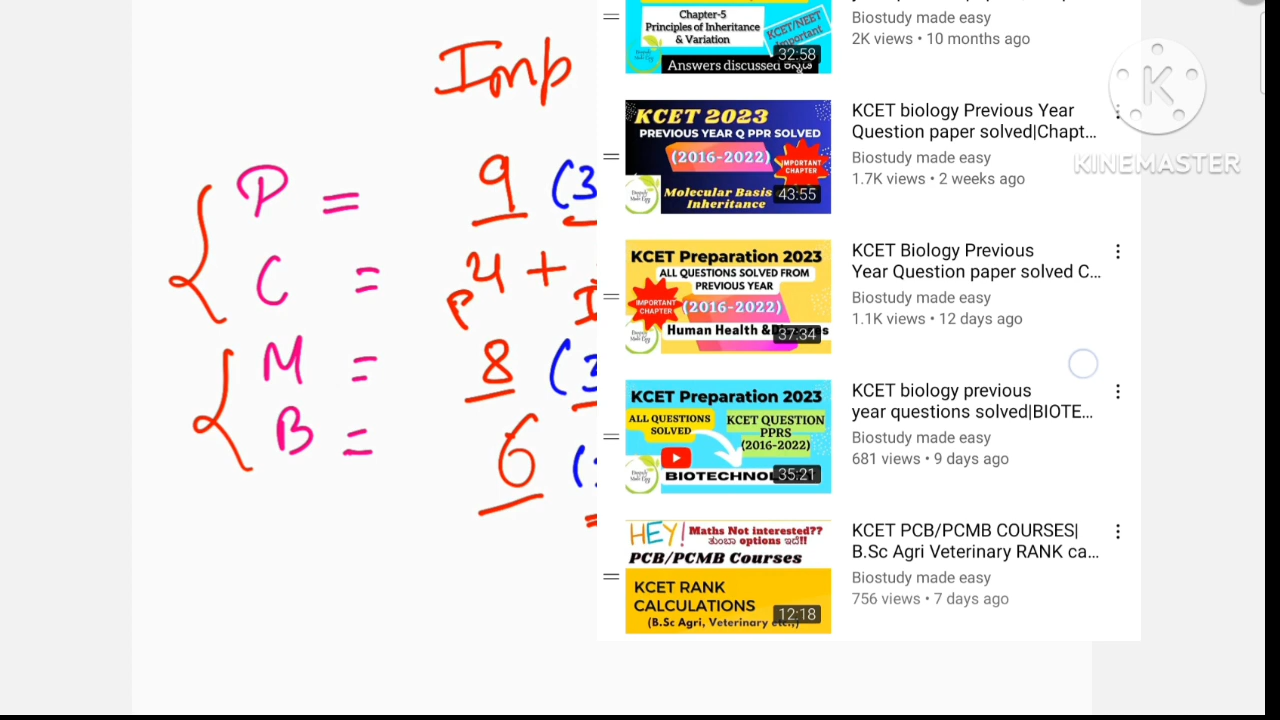 Imp
P = 9 (3
C = 4 +
P I
M = 8 (3
B = 6 (
Chapter-5
Principles of Inheritance
& Variation
KCET/NEET
Important
32:58
Answers discussed
Biostudy made easy
2K views • 10 months ago
KCET 2023
PREVIOUS YEAR Q PPR SOLVED
(2016-2022)
IMPORTANT
CHAPTER
Molecular Basis
Inheritance
43:55
KCET biology Previous Year
Question paper solved|Chapt...
Biostudy made easy
1.7K views • 2 weeks ago
KINEMASTER
KCET Preparation 2023
ALL QUESTIONS SOLVED FROM
PREVIOUS YEAR
IMPORTANT
CHAPTER
(2016-2022)
Human Health &
37:34
KCET Biology Previous
Year Question paper solved C...
Biostudy made easy
1.1K views • 12 days ago
KCET Preparation 2023
ALL QUESTIONS
SOLVED
KCET QUESTION
PPRS
(2016-2022)
BIOTECHNO
35:21
KCET biology previous
year questions solved|BIOTE...
Biostudy made easy
681 views • 9 days ago
HEY! Maths Not interested??
ತುಂಬಾ options ಇದೆ!!
PCB/PCMB Courses
KCET RANK
CALCULATIONS
(B.Sc Agri, Veterinary etc.,)
12:18
KCET PCB/PCMB COURSES|
B.Sc Agri Veterinary RANK ca...
Biostudy made easy
756 views • 7 days ago